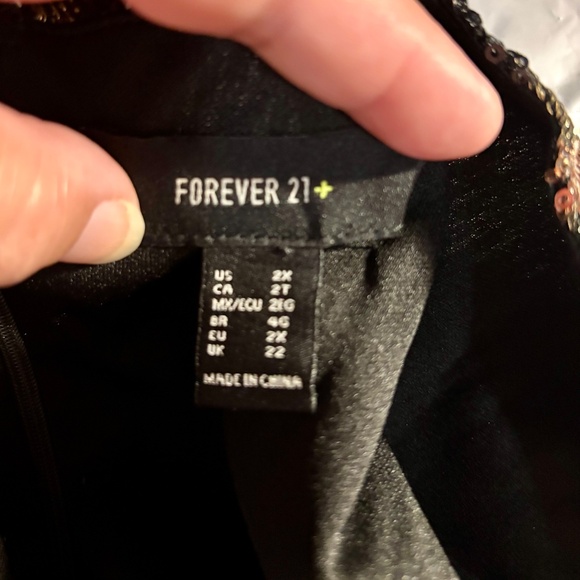 FOREVER 21+
US 2X
CA 2T
MX/ECU 2EG
BR 4G
EU 2X
UK 22
MADE IN CHINA